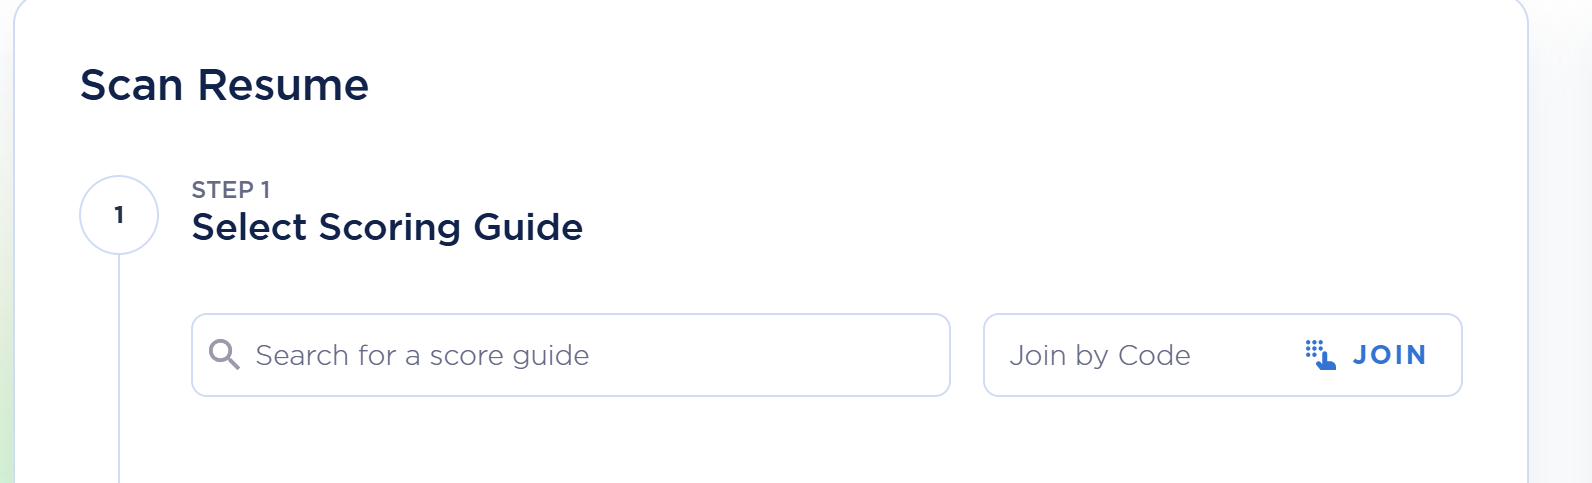 Scan Resume
1
STEP 1
Select Scoring Guide
Search for a score guide
Join by Code
JOIN